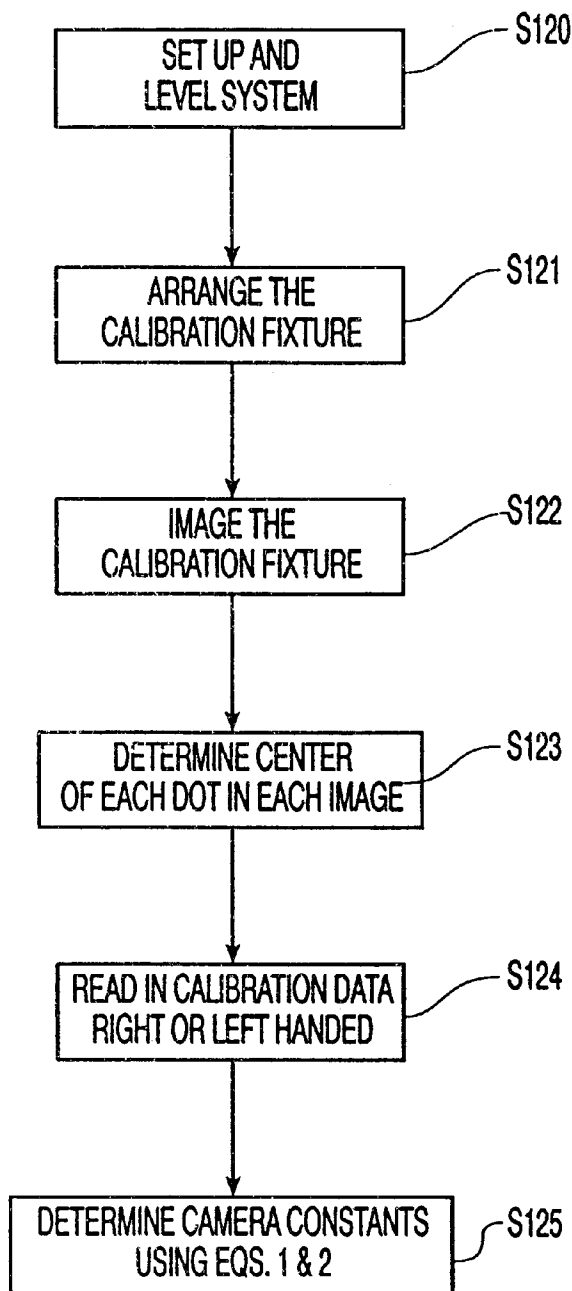 S120
SET UP AND
LEVEL SYSTEM
S121
ARRANGE THE
CALIBRATION FIXTURE
S122
IMAGE THE
CALIBRATION FIXTURE
S123
DETERMINE CENTER
OF EACH DOT IN EACH IMAGE
S124
READ IN CALIBRATION DATA
RIGHT OR LEFT HANDED
S125
DETERMINE CAMERA CONSTANTS
USING EQS. 1 & 2